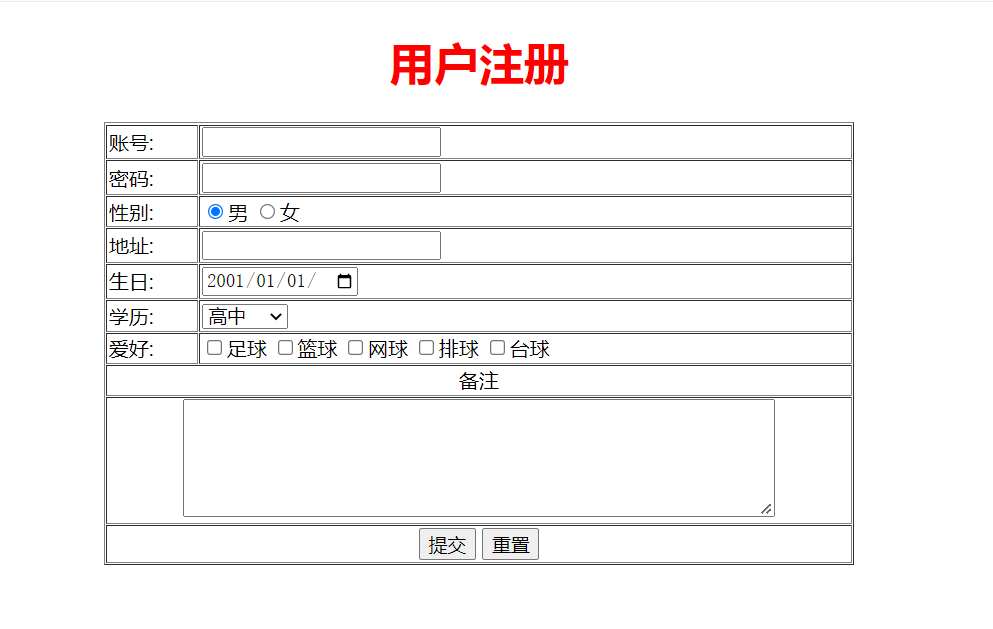 用户注册
账号:
密码:
性别: 男 女
地址:
生日: 2001/01/01/
学历: 高中
爱好: 足球 篮球 网球 排球 台球
备注
提交 重置